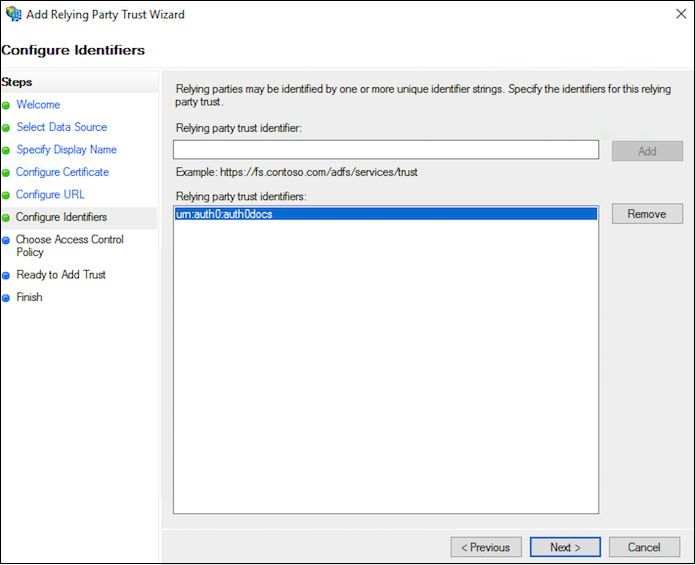 Add Relying Party Trust Wizard
Configure Identifiers
Steps
Welcome
Select Data Source
Specify Display Name
Configure Certificate
Configure URL
Configure Identifiers
Choose Access Control
Policy
Ready to Add Trust
Finish
Relying parties may be identified by one or more unique identifier strings. Specify the identifiers for this relying
party trust.
Relying party trust identifier:
Add
Example: https://fs.contoso.com/adfs/services/trust
Relying party trust identifiers:
urn:auth0:auth0docs
Remove
< Previous
Next >
Cancel